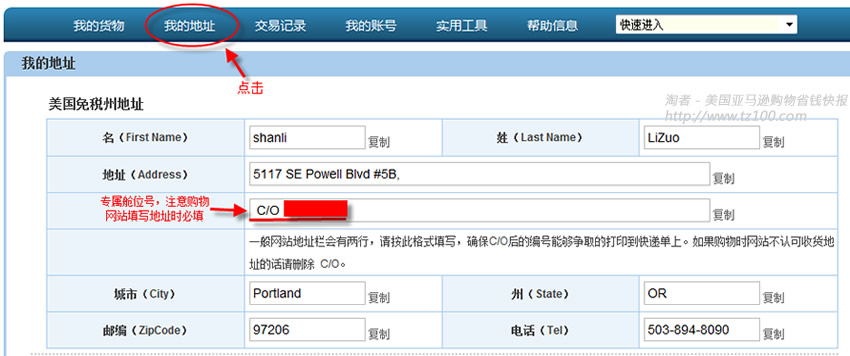 我的货物 我的地址 交易记录 我的账号 实用工具 帮助信息 快速进入
点击
我的地址
淘者 - 美国亚马逊购物省钱快报
http://www.tz100.com
美国免税州地址
名（First Name） shanli 复制 姓（Last Name） LiZuo 复制
地址（Address） 5117 SE Powell Blvd #5B, 复制
专属舱位号，注意购物
网站填写地址时必填
C/O 复制
一般网站地址栏会有两行，请按此格式填写，确保C/O后的编号能够争取的打印到快递单上。如果购物时网站不认可收货地
址的话请删除 C/O。
城市（City） Portland 复制 州（State） OR 复制
邮编（ZipCode） 97206 复制 电话（Tel） 503-894-8090 复制